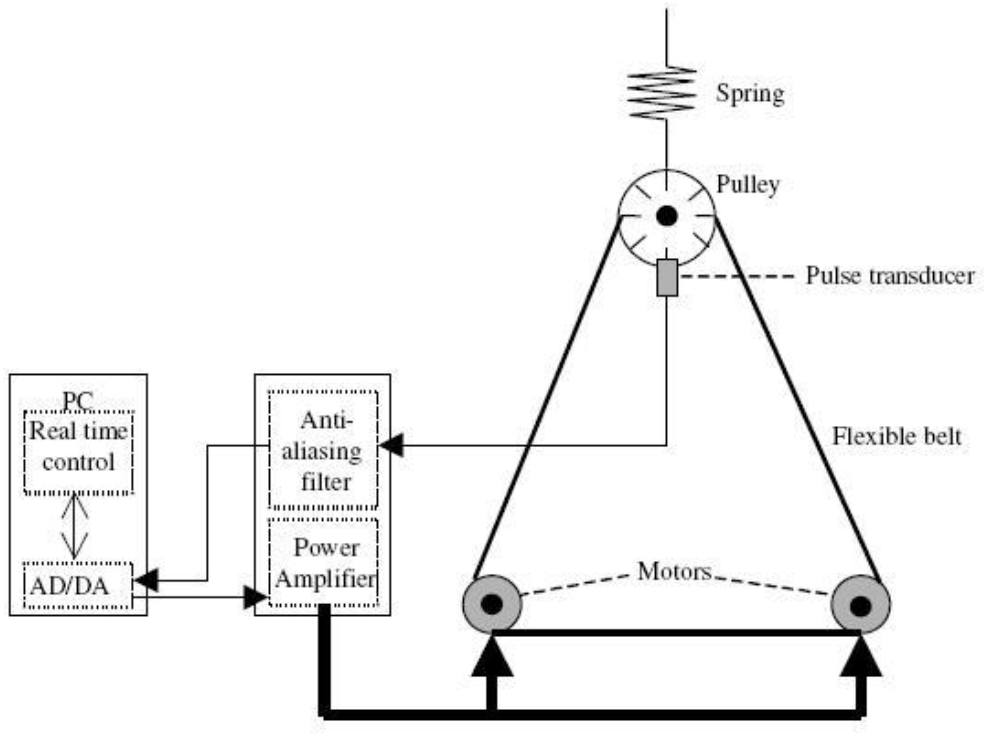 Spring
Pulley
Pulse transducer
PC
Real time
control
Anti-
aliasing
filter
Flexible belt
Power
Amplifier
AD/DA
Motors